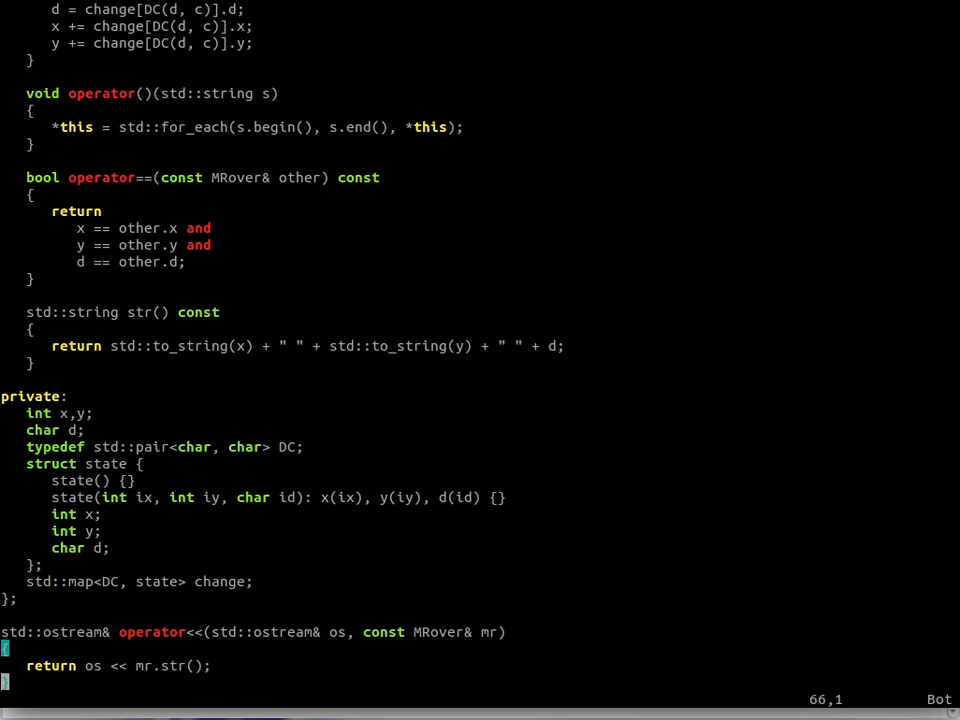 d = change[DC(d, c)].d;
      x += change[DC(d, c)].x;
      y += change[DC(d, c)].y;
   }

   void operator()(std::string s)
   {
      *this = std::for_each(s.begin(), s.end(), *this);
   }

   bool operator==(const MRover& other) const
   {
      return
         x == other.x and
         y == other.y and
         d == other.d;
   }

   std::string str() const
   {
      return std::to_string(x) + " " + std::to_string(y) + " " + d;
   }

private:
   int x,y;
   char d;
   typedef std::pair<char, char> DC;
   struct state {
      state() {}
      state(int ix, int iy, char id): x(ix), y(iy), d(id) {}
      int x;
      int y;
      char d;
   };
   std::map<DC, state> change;
};

std::ostream& operator<<(std::ostream& os, const MRover& mr)
{
   return os << mr.str();
}
66,1 Bot